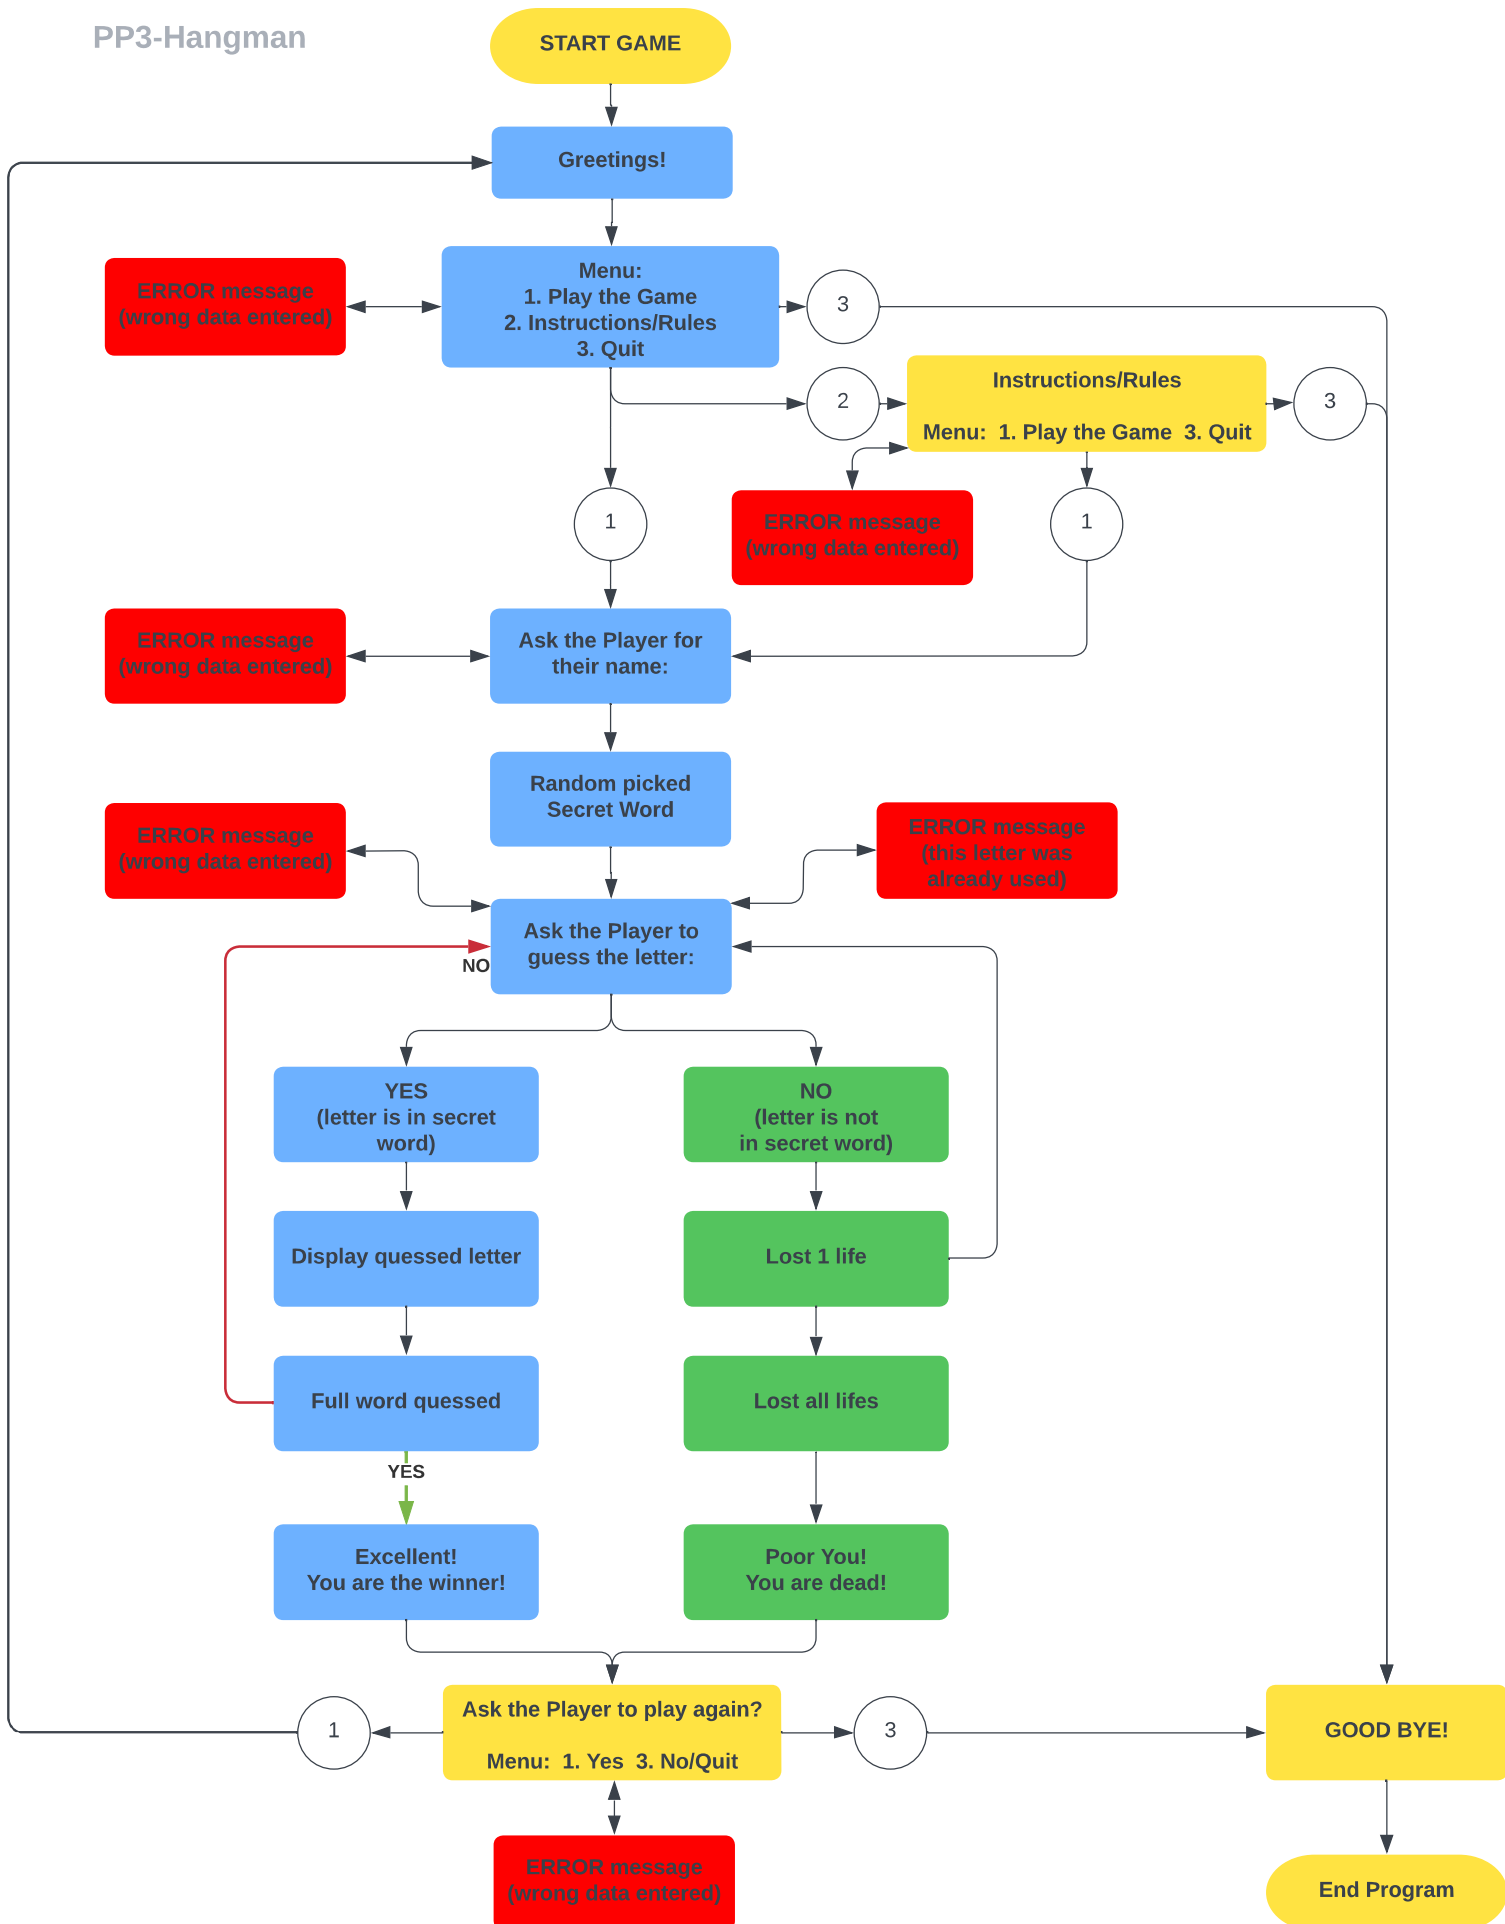 PP3-Hangman
START GAME
Greetings!
ERROR message
(wrong data entered)
Menu:
1. Play the Game
2. Instructions/Rules
3. Quit
3
2
Instructions/Rules
Menu:  1. Play the Game  3. Quit
3
1
ERROR message
(wrong data entered)
1
ERROR message
(wrong data entered)
Ask the Player for
their name:
Random picked
Secret Word
ERROR message
(wrong data entered)
ERROR message
(this letter was
already used)
Ask the Player to
guess the letter:
NO
YES
(letter is in secret
word)
NO
(letter is not
in secret word)
Display quessed letter
Lost 1 life
Full word quessed
Lost all lifes
YES
Excellent!
You are the winner!
Poor You!
You are dead!
1
Ask the Player to play again?
Menu:  1. Yes  3. No/Quit
3
GOOD BYE!
ERROR message
(wrong data entered)
End Program